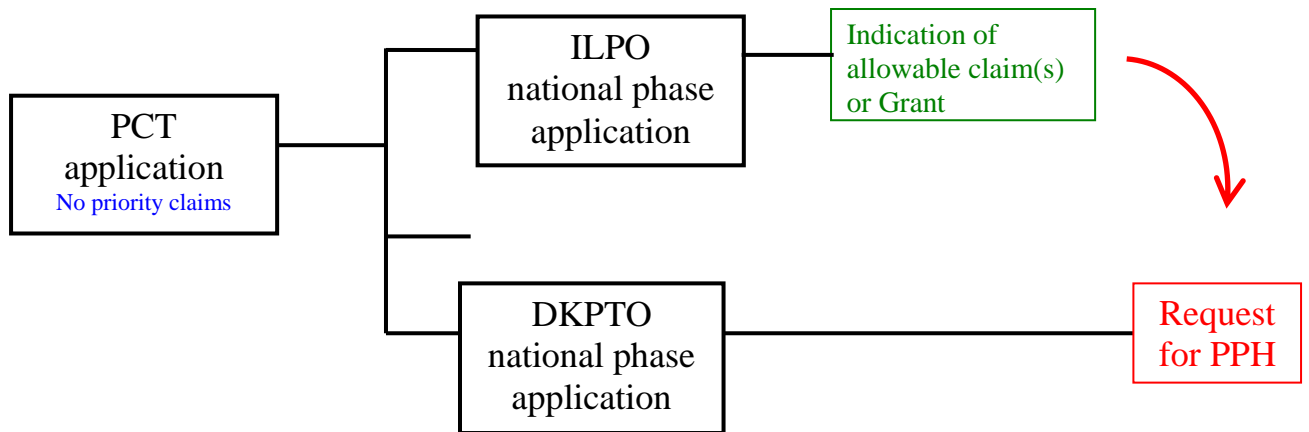 PCT
application
No priority claims
ILPO
national phase
application
Indication of
allowable claim(s)
or Grant
DKPTO
national phase
application
Request
for PPH